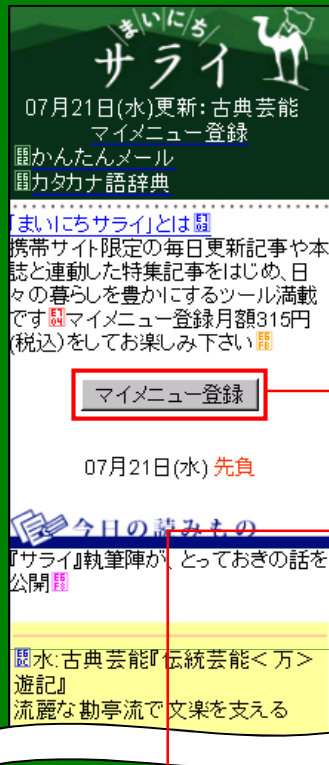 まいにち
サライ
07月21日(水)更新:古典芸能
マイメニュー登録
かんたんメール
カタカナ語辞典
「まいにちサライ」とは
携帯サイト限定の毎日更新記事や本
誌と連動した特集記事をはじめ、日
々の暮らしを豊かにするツール満載
ですマイメニュー登録月額315円
(税込)をしてお楽しみ下さい
マイメニュー登録
07月21日(水) 先負
今日の読みもの
『サライ』執筆陣が、とっておきの話を
公開
水:古典芸能『伝統芸能<万>
遊記』
流麗な勘亭流で文楽を支える